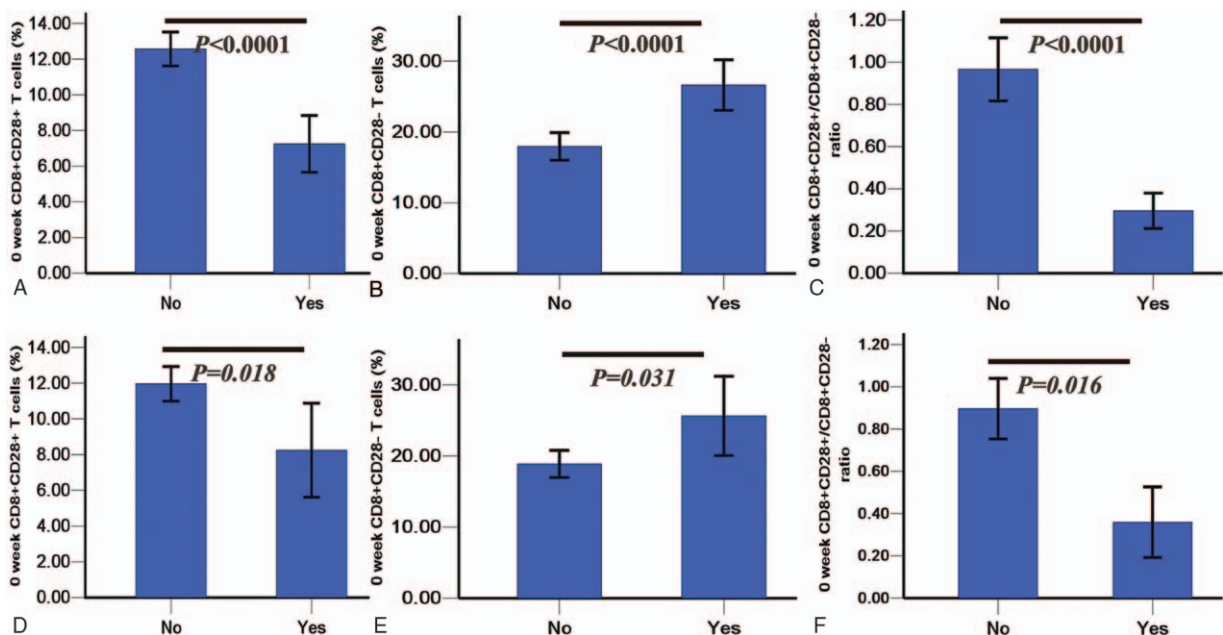 0 week CD8+CD28+ T cells (%)
14.00
12.00
10.00
8.00
6.00
4.00
2.00
0.00
P<0.0001
No
Yes
A
0 week CD8+CD28- T cells (%)
30.00
20.00
10.00
0.00
P<0.0001
No
Yes
B
0 week CD8+CD28+/CD8+CD28-
ratio
1.20
1.00
0.80
0.60
0.40
0.20
0.00
P<0.0001
No
Yes
C
0 week CD8+CD28+ T cells (%)
14.00
12.00
10.00
8.00
6.00
4.00
2.00
0.00
P=0.018
No
Yes
D
0 week CD8+CD28- T cells (%)
30.00
20.00
10.00
0.00
P=0.031
No
Yes
E
0 week CD8+CD28+/CD8+CD28-
ratio
1.20
1.00
0.80
0.60
0.40
0.20
0.00
P=0.016
No
Yes
F